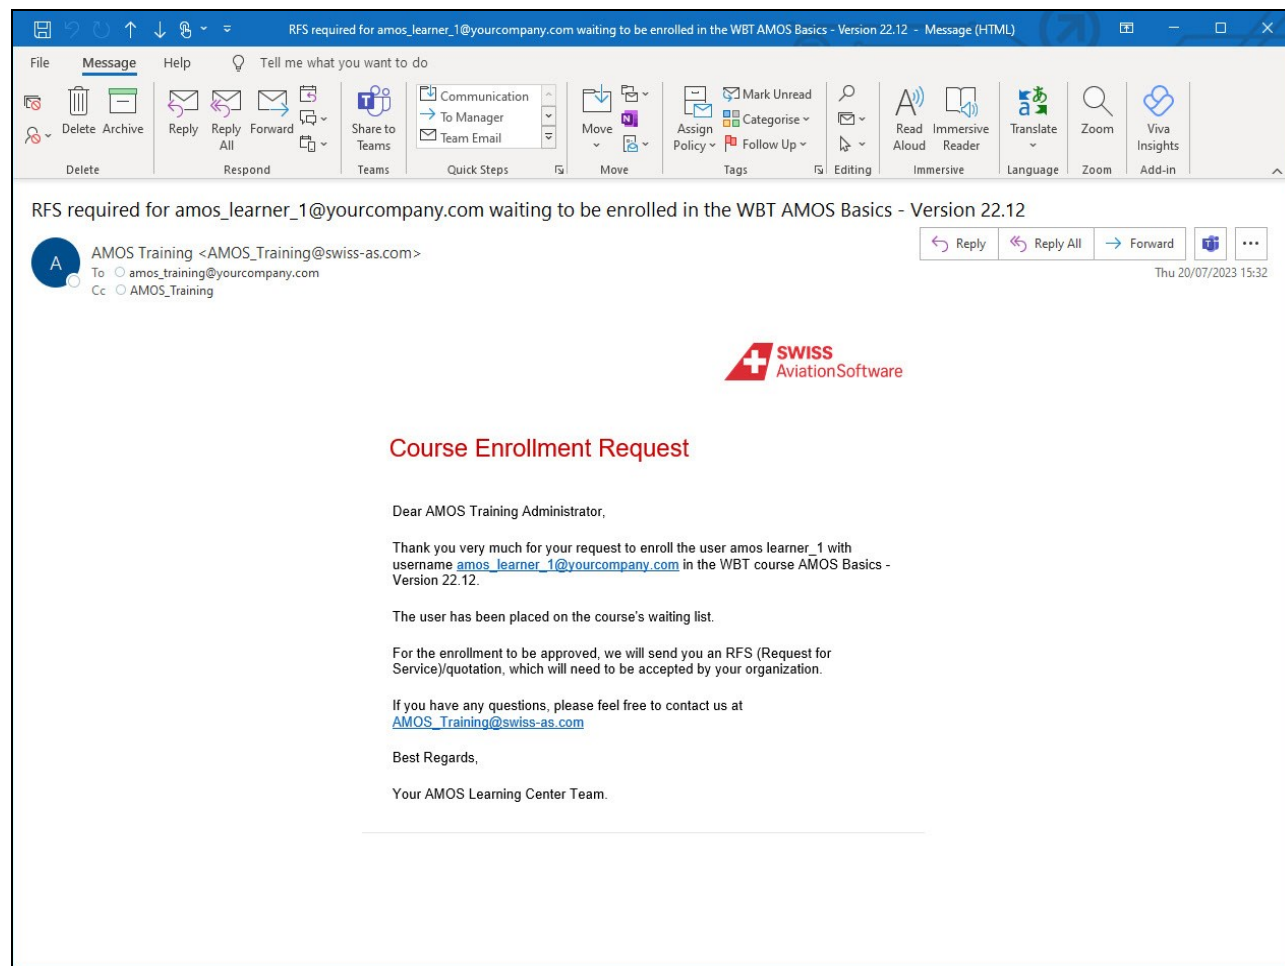 RFS required for amos_learner_1@yourcompany.com waiting to be enrolled in the WBT AMOS Basics - Version 22.12 - Message (HTML)
File Message Help Tell me what you want to do
Delete Archive
Reply Reply All Forward
Share to Teams
Communication
To Manager
Team Email
Move
Assign Policy
Mark Unread
Categorise
Follow Up
Read Aloud
Immersive Reader
Translate
Zoom
Viva Insights
Delete Respond Teams Quick Steps Move Tags Editing Immersive Language Zoom Add-in
RFS required for amos_learner_1@yourcompany.com waiting to be enrolled in the WBT AMOS Basics - Version 22.12
A
AMOS Training <AMOS_Training@swiss-as.com>
To amos_training@yourcompany.com
Cc AMOS_Training
Reply Reply All Forward
Thu 20/07/2023 15:32
SWISS
AviationSoftware
Course Enrollment Request
Dear AMOS Training Administrator,
Thank you very much for your request to enroll the user amos learner_1 with
username amos_learner_1@yourcompany.com in the WBT course AMOS Basics -
Version 22.12.
The user has been placed on the course's waiting list.
For the enrollment to be approved, we will send you an RFS (Request for
Service)/quotation, which will need to be accepted by your organization.
If you have any questions, please feel free to contact us at
AMOS_Training@swiss-as.com
Best Regards,
Your AMOS Learning Center Team.